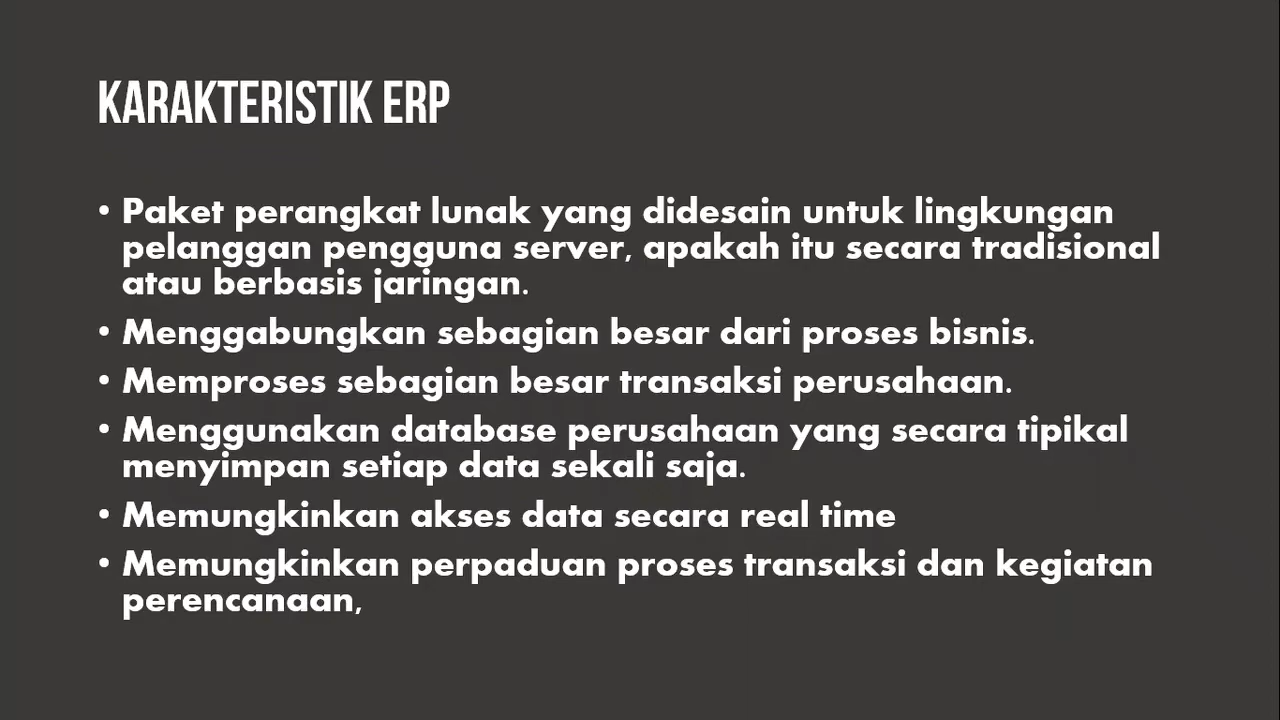 KARAKTERISTIK ERP
• Paket perangkat lunak yang didesain untuk lingkungan
pelanggan pengguna server, apakah itu secara tradisional
atau berbasis jaringan.
• Menggabungkan sebagian besar dari proses bisnis.
• Memproses sebagian besar transaksi perusahaan.
• Menggunakan database perusahaan yang secara tipikal
menyimpan setiap data sekali saja.
• Memungkinkan akses data secara real time
• Memungkinkan perpaduan proses transaksi dan kegiatan
perencanaan,